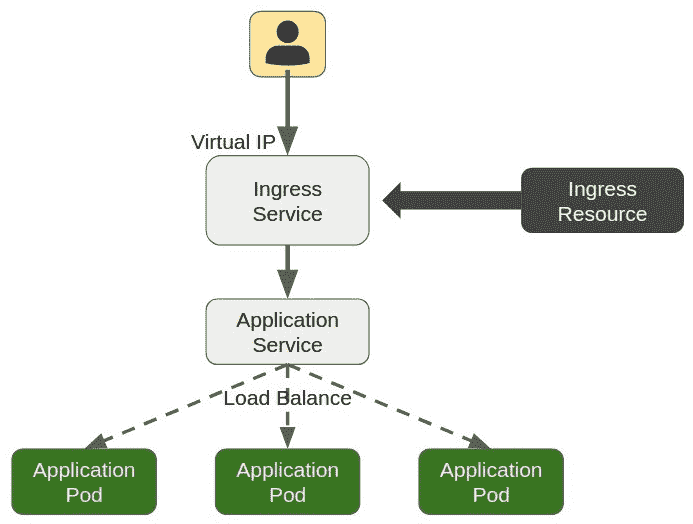 Virtual IP
Ingress
Service
Ingress
Resource
Application
Service
Load Balance
Application
Pod
Application
Pod
Application
Pod